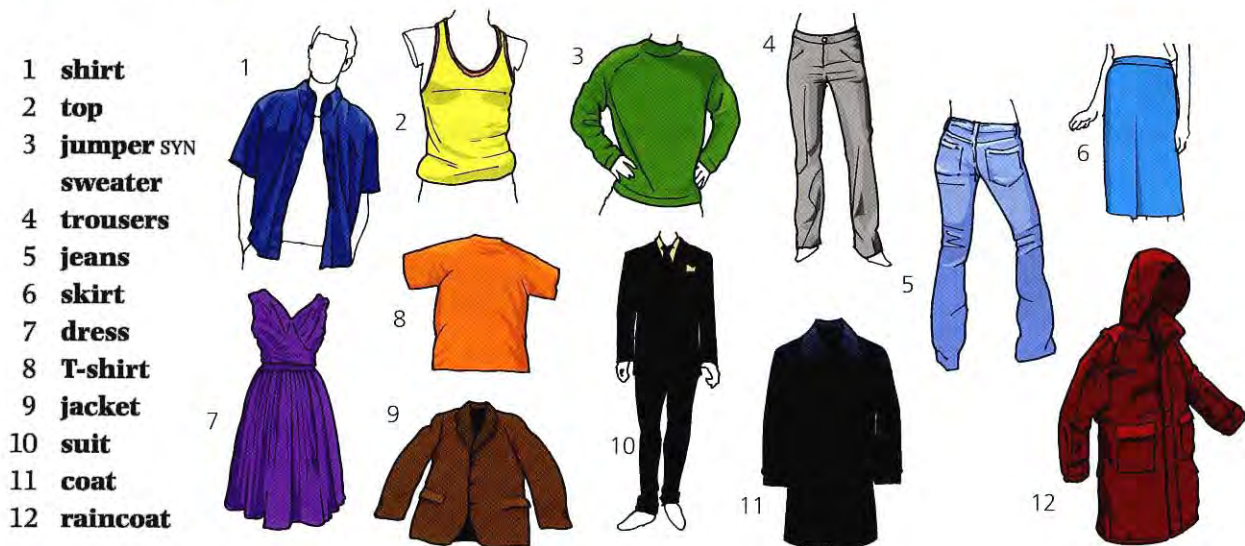 1 shirt
2 top
3 jumper SYN
sweater
4 trousers
5 jeans
6 skirt
7 dress
8 T-shirt
9 jacket
10 suit
11 coat
12 raincoat
1
2
3
4
5
6
7
8
9
10
11
12